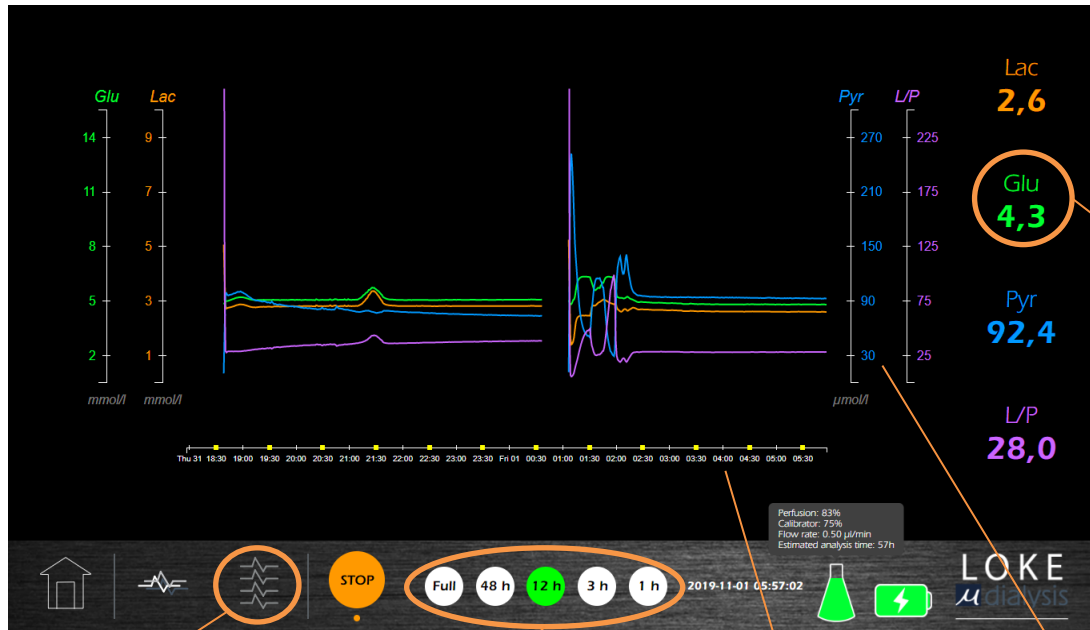 Glu Lac Pyr L/P
14 9 270 225
11 7 210 175
8 5 150 125
5 3 90 75
2 1 30 25
mmol/l mmol/l µmol/l
Thu 31 18:30 19:00 19:30 20:00 20:30 21:00 21:30 22:00 22:30 23:00 23:30 Fri 01 00:30 01:00 01:30 02:00 02:30 03:00 03:30 04:00 04:30 05:00 05:30
Lac
2,6
Glu
4,3
Pyr
92,4
L/P
28,0
Perfusion: 83%
Calibrator: 75%
Flow rate: 0.50 µl/min
Estimated analysis time: 57h
STOP Full 48 h 12 h 3 h 1 h 2019-11-01 05:57:02
LOKE
µdialysis